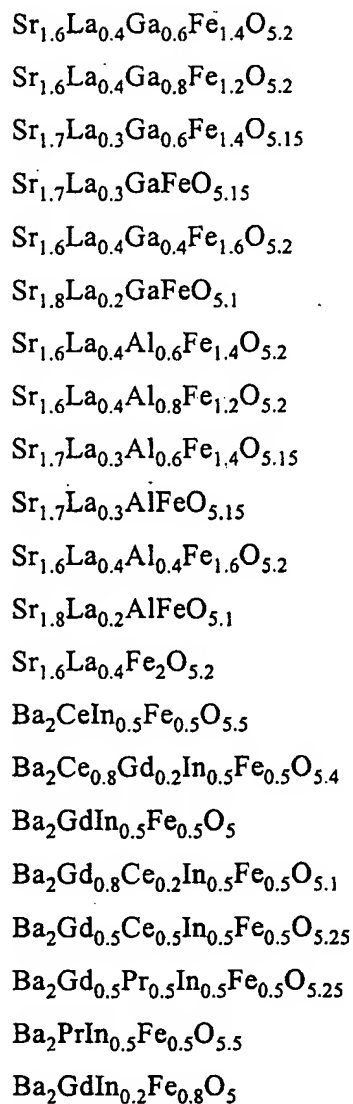 Sr1.6La0.4Ga0.6Fe1.4O5.2
Sr1.6La0.4Ga0.8Fe1.2O5.2
Sr1.7La0.3Ga0.6Fe1.4O5.15
Sr1.7La0.3GaFeO5.15
Sr1.6La0.4Ga0.4Fe1.6O5.2
Sr1.8La0.2GaFeO5.1
Sr1.6La0.4Al0.6Fe1.4O5.2
Sr1.6La0.4Al0.8Fe1.2O5.2
Sr1.7La0.3Al0.6Fe1.4O5.15
Sr1.7La0.3AlFeO5.15
Sr1.6La0.4Al0.4Fe1.6O5.2
Sr1.8La0.2AlFeO5.1
Sr1.6La0.4Fe2O5.2
Ba2CeIn0.5Fe0.5O5.5
Ba2Ce0.8Gd0.2In0.5Fe0.5O5.4
Ba2GdIn0.5Fe0.5O5
Ba2Gd0.8Ce0.2In0.5Fe0.5O5.1
Ba2Gd0.5Ce0.5In0.5Fe0.5O5.25
Ba2Gd0.5Pr0.5In0.5Fe0.5O5.25
Ba2PrIn0.5Fe0.5O5.5
Ba2GdIn0.2Fe0.8O5